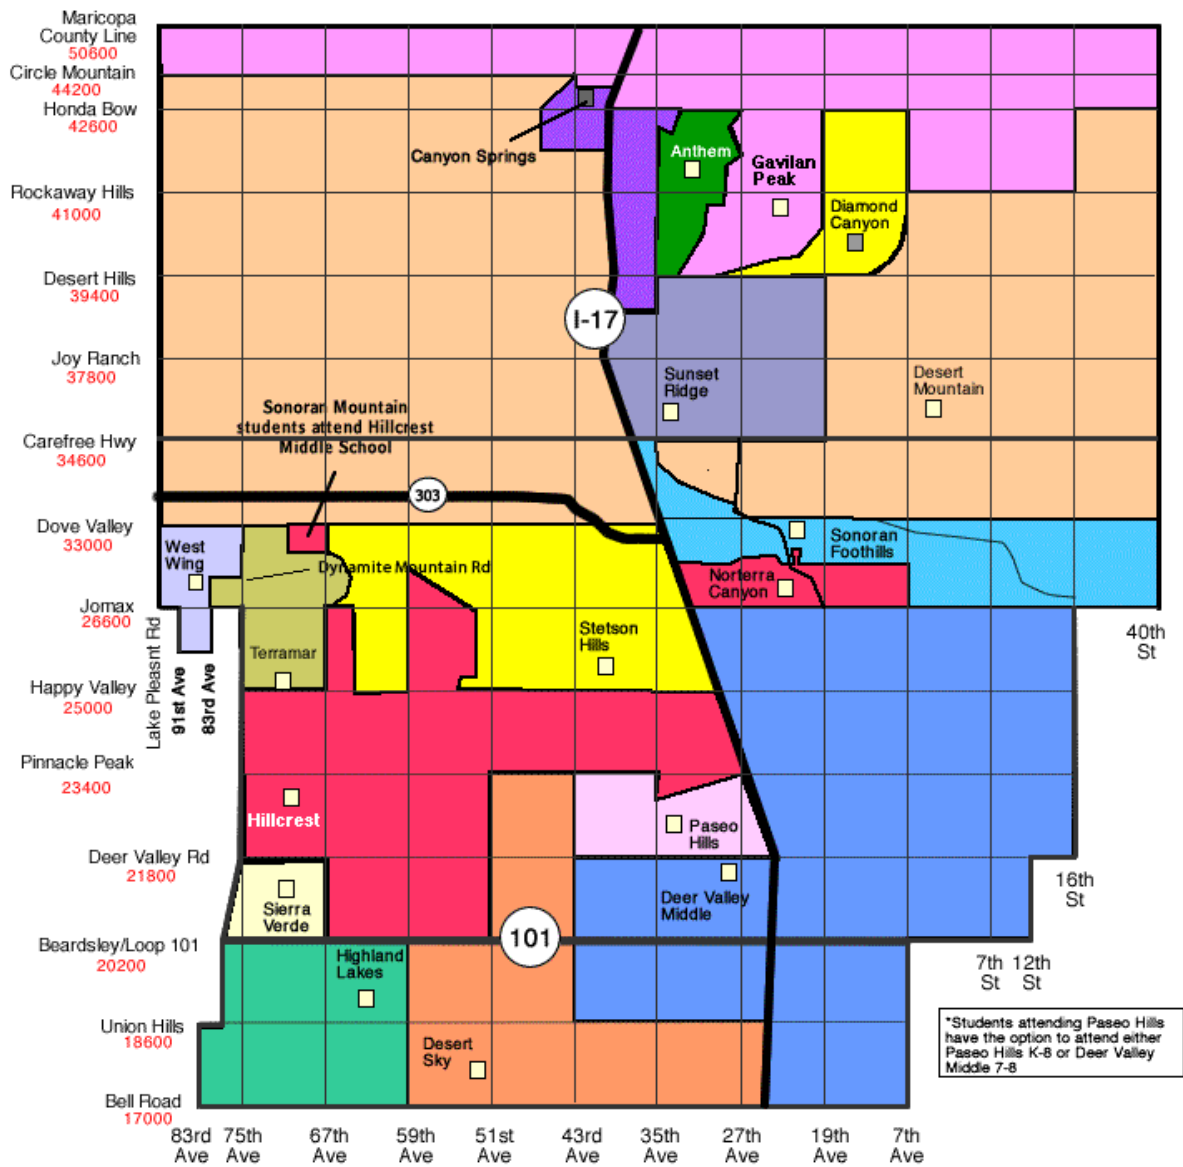 Maricopa
County Line
50600
Circle Mountain
44200
Honda Bow
42600
Rockaway Hills
41000
Desert Hills
39400
Joy Ranch
37800
Carefree Hwy
34600
Dove Valley
33000
Jomax
26600
Happy Valley
25000
Pinnacle Peak
23400
Deer Valley Rd
21800
Beardsley/Loop 101
20200
Union Hills
18600
Bell Road
17000
Canyon Springs
Anthem
Gavilan
Peak
Diamond
Canyon
I-17
Sunset
Ridge
Desert
Mountain
Sonoran Mountain
students attend Hillcrest
Middle School
303
West
Wing
Dynamite Mountain Rd
Sonoran
Foothills
Norterra
Canyon
Stetson
Hills
Terramar
Lake Pleasnt Rd
91st Ave
83rd Ave
Hillcrest
Paseo
Hills
Deer Valley
Middle
Sierra
Verde
101
Highland
Lakes
Desert
Sky
40th
St
16th
St
7th
St
12th
St
*Students attending Paseo Hills
have the option to attend either
Paseo Hills K-8 or Deer Valley
Middle 7-8
83rd
Ave
75th
Ave
67th
Ave
59th
Ave
51st
Ave
43rd
Ave
35th
Ave
27th
Ave
19th
Ave
7th
Ave